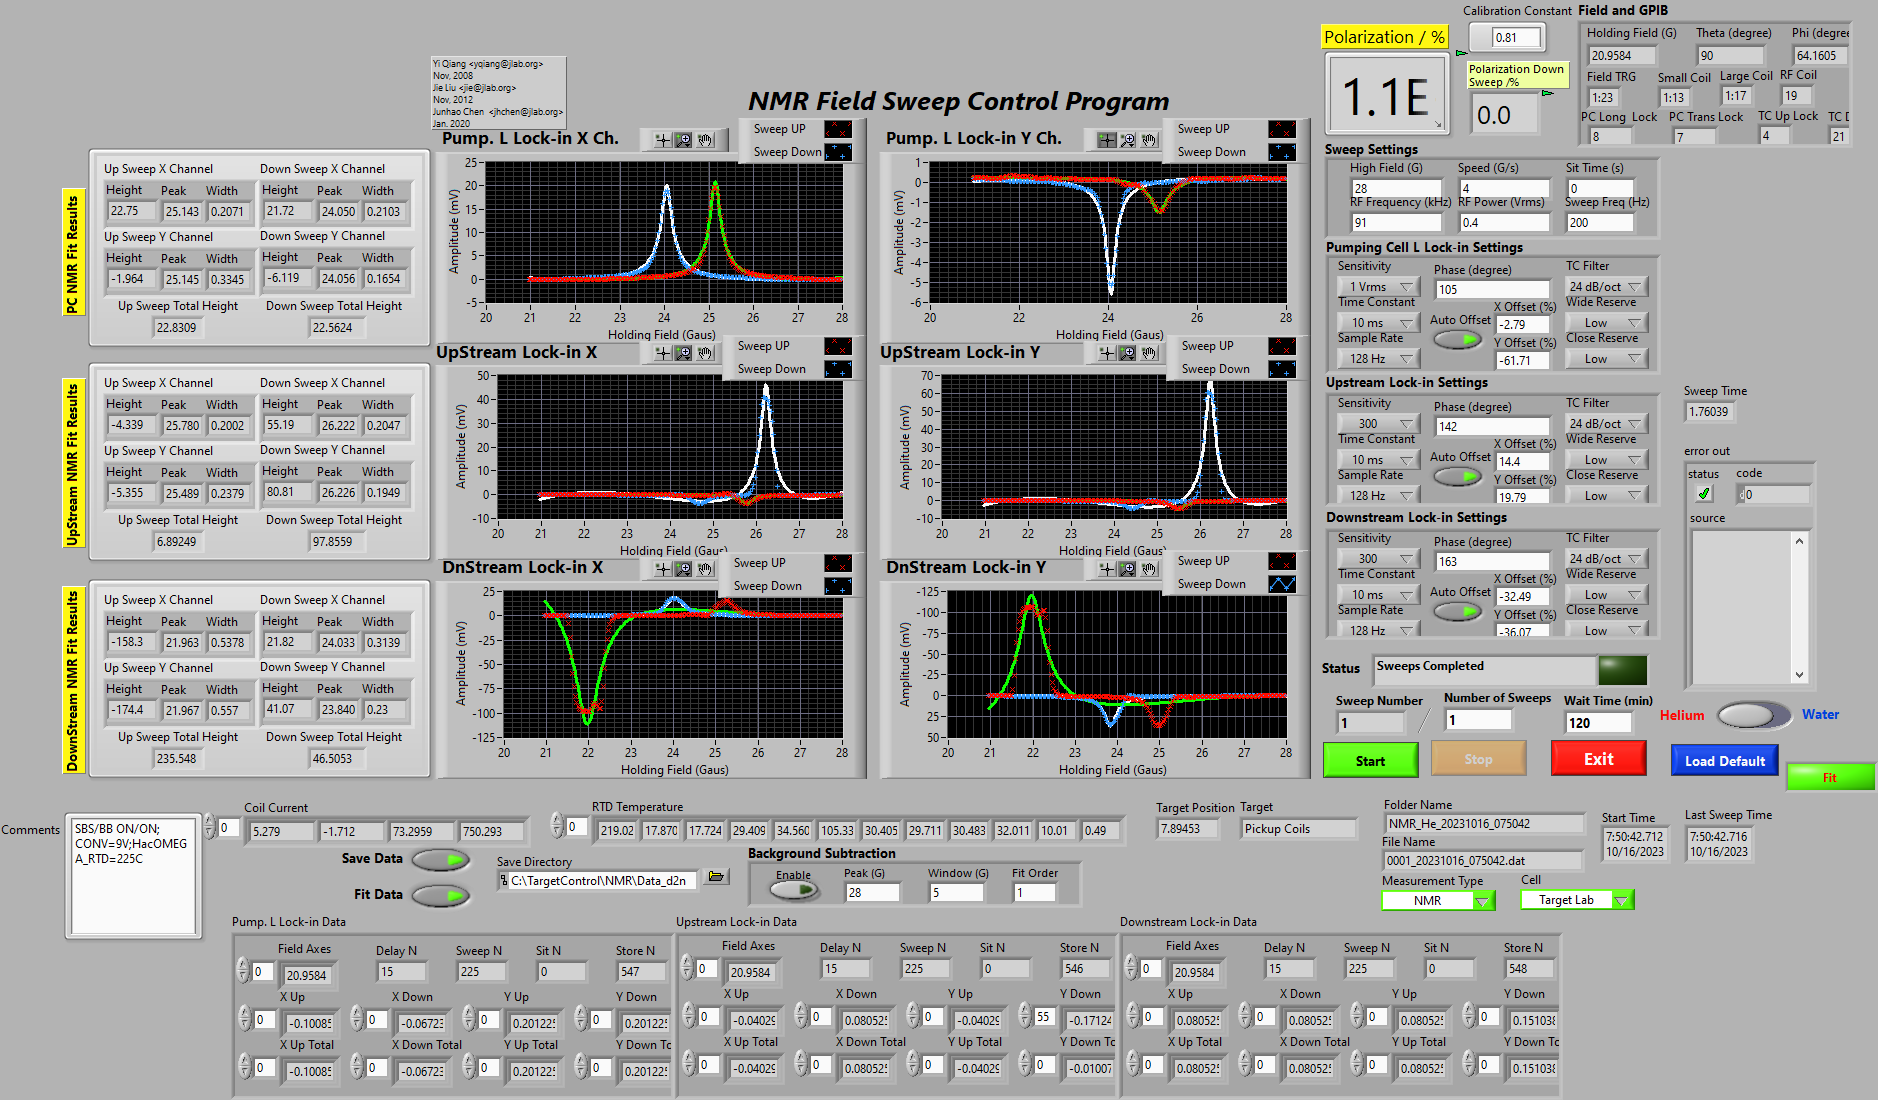 Yi Qiang <yqiang@jlab.org>
Nov, 2008
Jie Liu <jie@jlab.org>
Nov, 2012
Junhao Chen <jhchen@jlab.org>
Jan. 2020
NMR Field Sweep Control Program
Polarization / %
1.1E
Calibration Constant
0.81
Polarization Down
Sweep /%
0.0
Field and GPIB
Holding Field (G) Theta (degree) Phi (degree
20.9584 90 64.1605
Field TRG Small Coil Large Coil RF Coil
1:23 1:13 1:17 19
PC Long Lock PC Trans Lock TC Up Lock TC D
8 7 4 21
PC NMR Fit Results
Up Sweep X Channel Down Sweep X Channel
Height Peak Width Height Peak Width
22.75 25.143 0.2071 21.72 24.050 0.2103
Up Sweep Y Channel Down Sweep Y Channel
Height Peak Width Height Peak Width
-1.964 25.145 0.3345 -6.119 24.056 0.1654
Up Sweep Total Height Down Sweep Total Height
22.8309 22.5624
Pump. L Lock-in X Ch.
Sweep UP
Sweep Down
Amplitude (mV)
25
20
15
10
5
0
-5
20 21 22 23 24 25 26 27 28
Holding Field (Gaus)
Pump. L Lock-in Y Ch.
Sweep UP
Sweep Down
Amplitude (mV)
1
0
-1
-2
-3
-4
-5
-6
20 22 24 26 28
Holding Field (Gaus)
UpStream NMR Fit Results
Up Sweep X Channel Down Sweep X Channel
Height Peak Width Height Peak Width
-4.339 25.780 0.2002 55.19 26.222 0.2047
Up Sweep Y Channel Down Sweep Y Channel
Height Peak Width Height Peak Width
-5.355 25.489 0.2379 80.81 26.226 0.1949
Up Sweep Total Height Down Sweep Total Height
6.89249 97.8559
UpStream Lock-in X
Sweep UP
Sweep Down
Amplitude (mV)
50
40
30
20
10
0
-10
20 21 22 23 24 25 26 27 28
Holding Field (Gaus)
UpStream Lock-in Y
Sweep UP
Sweep Down
Amplitude (mV)
70
60
50
40
30
20
10
0
-10
20 21 22 23 24 25 26 27 28
Holding Field (Gaus)
DownStream NMR Fit Results
Up Sweep X Channel Down Sweep X Channel
Height Peak Width Height Peak Width
-158.3 21.963 0.5378 21.82 24.033 0.3139
Up Sweep Y Channel Down Sweep Y Channel
Height Peak Width Height Peak Width
-174.4 21.967 0.557 41.07 23.840 0.23
Up Sweep Total Height Down Sweep Total Height
235.548 46.5053
DnStream Lock-in X
Sweep UP
Sweep Down
Amplitude (mV)
25
0
-25
-50
-75
-100
-125
20 21 22 23 24 25 26 27 28
Holding Field (Gaus)
DnStream Lock-in Y
Sweep UP
Sweep Down
Amplitude (mV)
-125
-100
-75
-50
-25
0
25
50
20 21 22 23 24 25 26 27 28
Holding Field (Gaus)
Sweep Settings
High Field (G) Speed (G/s) Sit Time (s)
28 4 0
RF Frequency (kHz) RF Power (Vrms) Sweep Freq (Hz)
91 0.4 200
Pumping Cell L Lock-in Settings
Sensitivity Phase (degree) TC Filter
1 Vrms 105 24 dB/oct
Time Constant X Offset (%) Wide Reserve
10 ms Auto Offset -2.79 Low
Sample Rate Y Offset (%) Close Reserve
128 Hz -61.71 Low
Upstream Lock-in Settings
Sensitivity Phase (degree) TC Filter
300 142 24 dB/oct
Time Constant X Offset (%) Wide Reserve
10 ms Auto Offset 14.4 Low
Sample Rate Y Offset (%) Close Reserve
128 Hz 19.79 Low
Downstream Lock-in Settings
Sensitivity Phase (degree) TC Filter
300 163 24 dB/oct
Time Constant X Offset (%) Wide Reserve
10 ms Auto Offset -32.49 Low
Sample Rate Y Offset (%) Close Reserve
128 Hz -36.07 Low
Sweep Time
1.76039
error out
status code
0
source
Status Sweeps Completed
Sweep Number Number of Sweeps Wait Time (min)
1 / 1 120
Helium Water
Start Stop Exit Load Default Fit
Comments
SBS/BB ON/ON;
CONV=9V;HacOMEG
A_RTD=225C
Coil Current
0 5.279 -1.712 73.2959 750.293
RTD Temperature
0 219.02 17.870 17.724 29.409 34.560 105.33 30.405 29.711 30.483 32.011 10.01 0.49
Target Position Target
7.89453 Pickup Coils
Folder Name
NMR_He_20231016_075042
File Name
0001_20231016_075042.dat
Measurement Type Cell
NMR Target Lab
Start Time Last Sweep Time
7:50:42.712 7:50:42.716
10/16/2023 10/16/2023
Save Data
Fit Data
Save Directory
C:\TargetControl\NMR\Data_d2n
Background Subtraction
Enable Peak (G) Window (G) Fit Order
28 5 1
Pump. L Lock-in Data
Field Axes Delay N Sweep N Sit N Store N
0 20.9584 15 225 0 547
X Up X Down Y Up Y Down
0 -0.10085 0 -0.06723 0 0.201225 0 0.201225
X Up Total X Down Total Y Up Total Y Down To
0 -0.10085 0 -0.06723 0 0.201225 0 0.201225
Upstream Lock-in Data
Field Axes Delay N Sweep N Sit N Store N
0 20.9584 15 225 0 546
X Up X Down Y Up Y Down
0 -0.04029 0 0.080525 0 -0.04029 55 -0.17124
X Up Total X Down Total Y Up Total Y Down To
0 -0.04029 0 0.080525 0 -0.04029 0 -0.01007
Downstream Lock-in Data
Field Axes Delay N Sweep N Sit N Store N
0 20.9584 15 225 0 548
X Up X Down Y Up Y Down
0 0.080525 0 0.080525 0 0.080525 0 0.151038
X Up Total X Down Total Y Up Total Y Down To
0 0.080525 0 0.080525 0 0.080525 0 0.151038